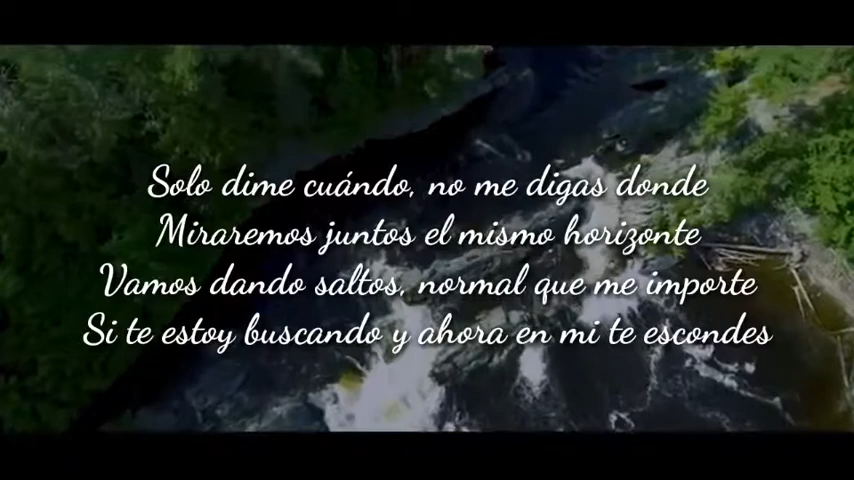 Solo dime cuándo, no me digas donde
Miraremos juntos el mismo horizonte
Vamos dando saltos, normal que me importe
Si te estoy buscando y ahora en mi te escondes